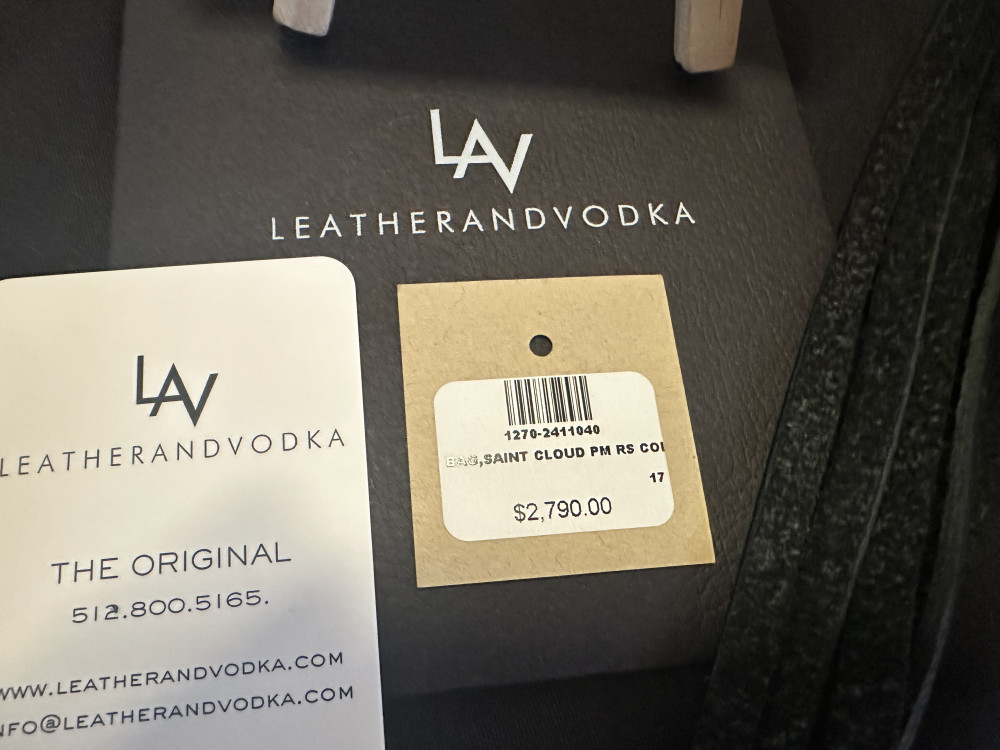 LAV
LEATHERANDVODKA
LAV
LEATHERANDVODKA
THE ORIGINAL
512.800.5165.
WWW.LEATHERANDVODKA.COM
NFO@LEATHERANDVODKA.COM
1270-2411040
BAG,SAINT CLOUD PM RS COL
17
$2,790.00